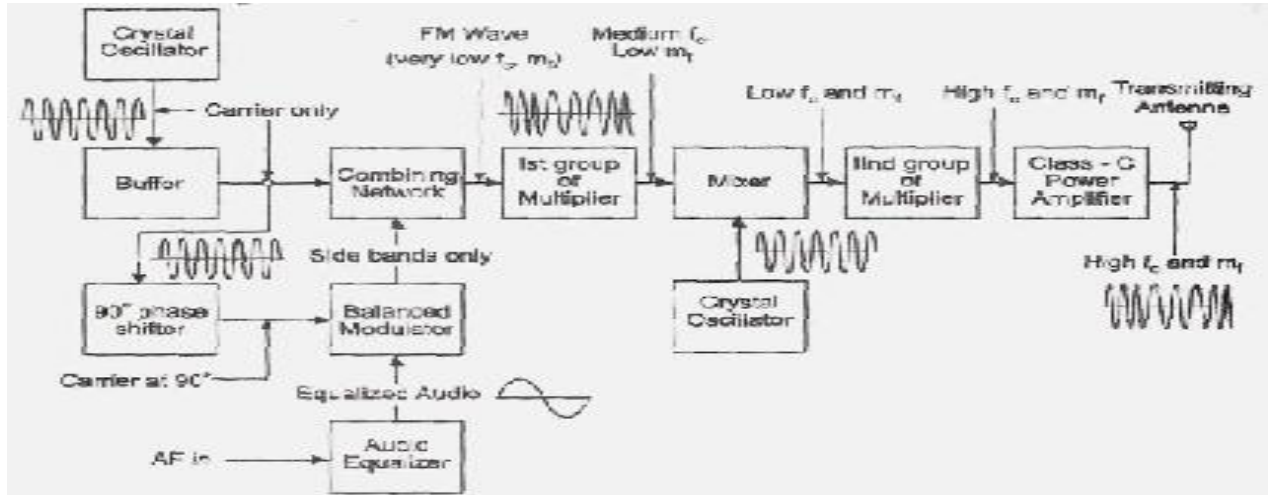 Crystal
Oscillator
FM Wave
(very low fc, mf)
Medium fc
Low mf
Carrier only
Low fc and mf
High fc and mf
Transmitting
Antenna
Buffer
Combining
Network
Ist group
of
Multiplier
Mixer
IInd group
of
Multiplier
Class - C
Power
Amplifier
Side bands only
High fc and mf
90° phase
shifter
Balanced
Modulator
Crystal
Oscillator
Carrier at 90°
Equalized Audio
AF in
Audio
Equalizer